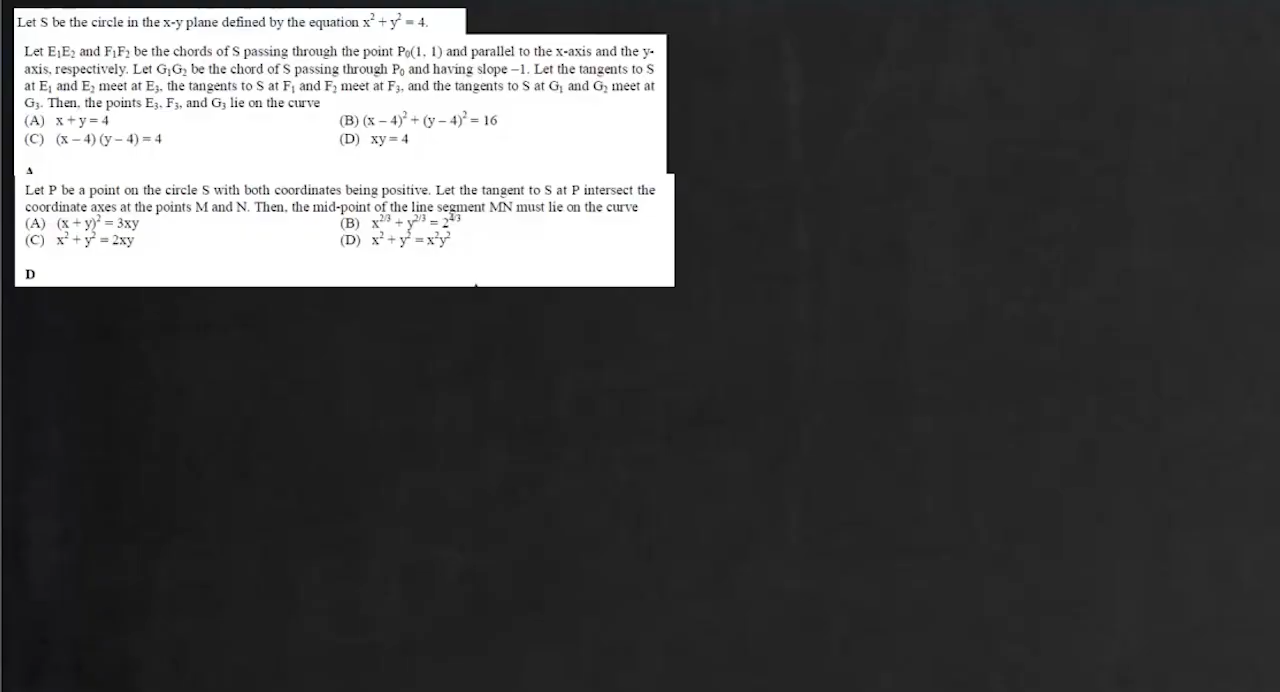 Let S be the circle in the x-y plane defined by the equation x² + y² = 4.
Let E₁E₂ and F₁F₂ be the chords of S passing through the point P₀(1, 1) and parallel to the x-axis and the y-
axis, respectively. Let G₁G₂ be the chord of S passing through P₀ and having slope –1. Let the tangents to S
at E₁ and E₂ meet at E₃, the tangents to S at F₁ and F₂ meet at F₃, and the tangents to S at G₁ and G₂ meet at
G₃. Then, the points E₃, F₃, and G₃ lie on the curve
(A) x + y = 4 (B) (x – 4)² + (y – 4)² = 16
(C) (x – 4) (y – 4) = 4 (D) xy = 4
A
Let P be a point on the circle S with both coordinates being positive. Let the tangent to S at P intersect the
coordinate axes at the points M and N. Then, the mid-point of the line segment MN must lie on the curve
(A) (x + y)² = 3xy (B) x^2/3 + y^2/3 = 2^4/3
(C) x² + y² = 2xy (D) x² + y² = x²y²
D